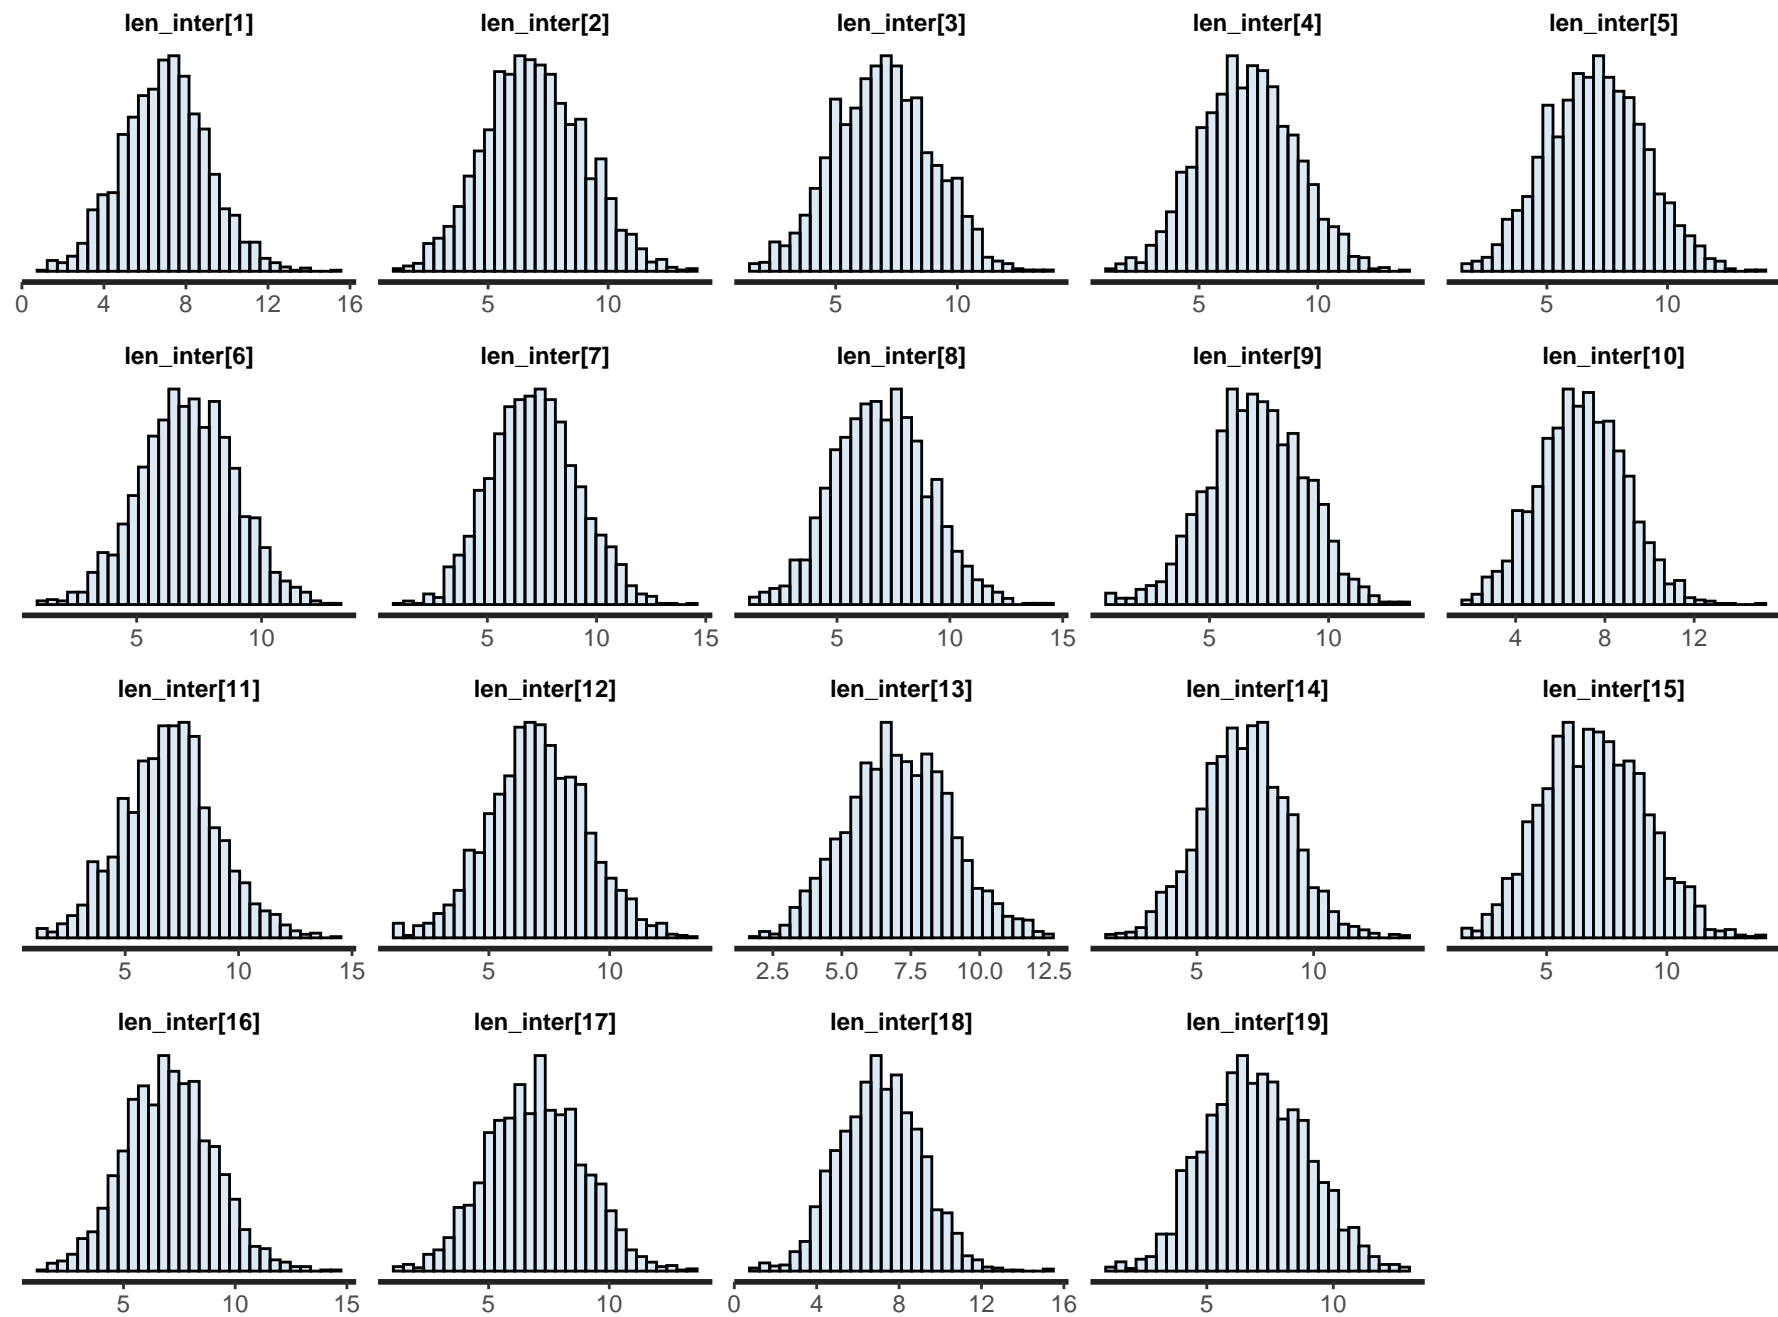 len_inter[1] len_inter[2] len_inter[3] len_inter[4] len_inter[5]
0 4 8 12 16 5 10 5 10 5 10 5 10
len_inter[6] len_inter[7] len_inter[8] len_inter[9] len_inter[10]
5 10 5 10 15 5 10 15 5 10 4 8 12
len_inter[11] len_inter[12] len_inter[13] len_inter[14] len_inter[15]
5 10 15 5 10 2.5 5.0 7.5 10.0 12.5 5 10 5 10
len_inter[16] len_inter[17] len_inter[18] len_inter[19]
5 10 15 5 10 0 4 8 12 16 5 10